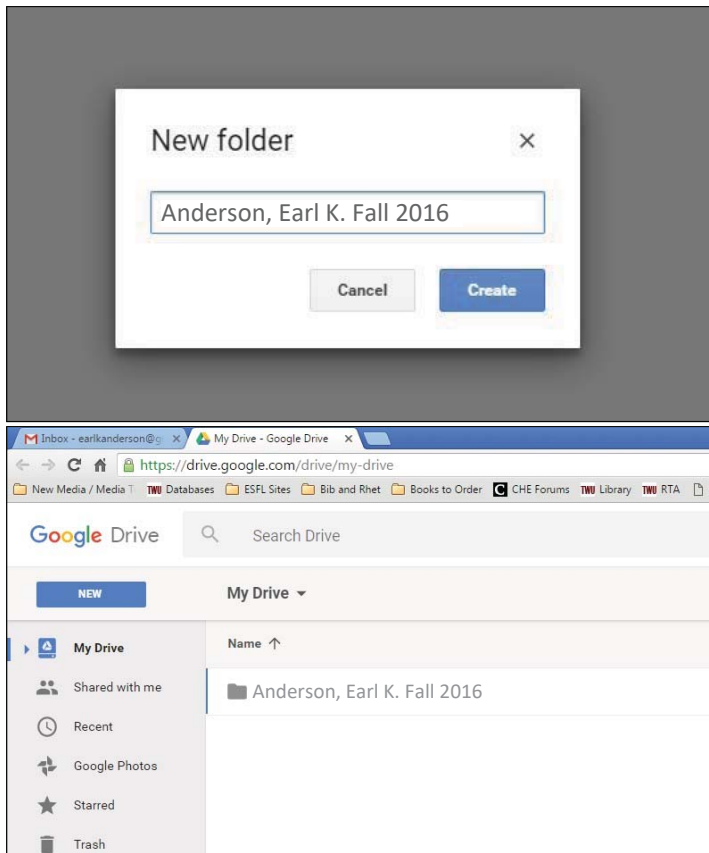 New folder ×
Anderson, Earl K. Fall 2016
Cancel Create
Inbox - earlkanderson@g × My Drive - Google Drive ×
https://drive.google.com/drive/my-drive
New Media / Media T TWU Databases ESFL Sites Bib and Rhet Books to Order C CHE Forums TWU Library TWU RTA
Google Drive Search Drive
NEW My Drive
My Drive Name ↑
Shared with me Anderson, Earl K. Fall 2016
Recent
Google Photos
Starred
Trash